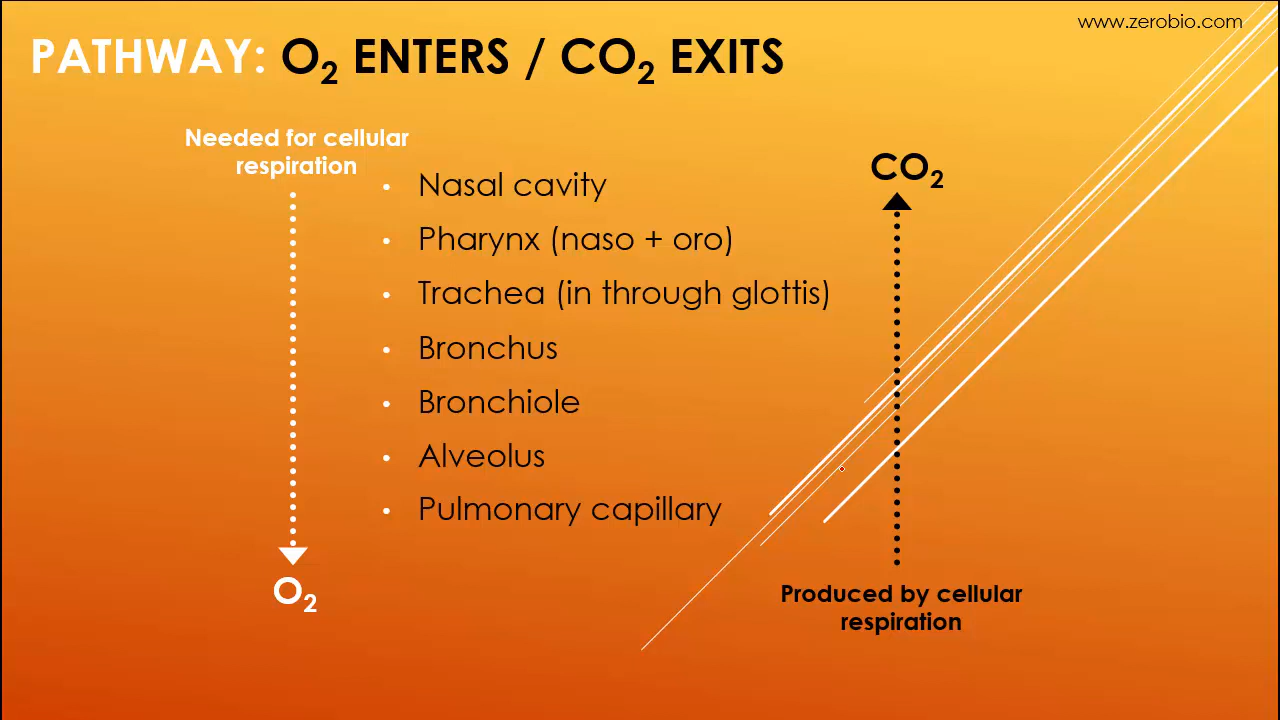 www.zerobio.com
PATHWAY: O₂ ENTERS / CO₂ EXITS
Needed for cellular
respiration
• Nasal cavity
• Pharynx (naso + oro)
• Trachea (in through glottis)
• Bronchus
• Bronchiole
• Alveolus
• Pulmonary capillary
O₂
CO₂
Produced by cellular
respiration